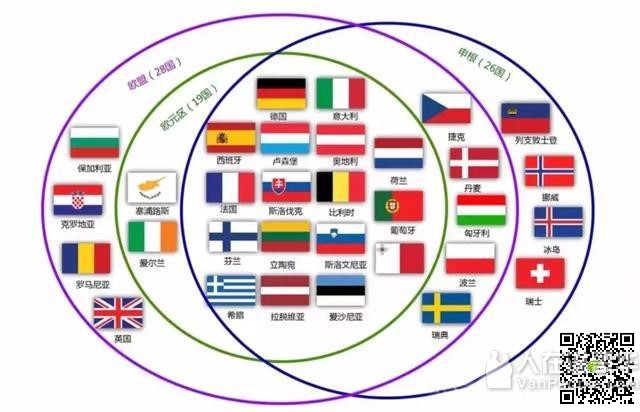 欧盟（28国）
欧元区（19国）
申根（26国）
德国
意大利
捷克
列支敦士登
保加利亚
西班牙
卢森堡
奥地利
荷兰
丹麦
挪威
克罗地亚
塞浦路斯
法国
斯洛伐克
比利时
葡萄牙
匈牙利
冰岛
爱尔兰
芬兰
立陶宛
斯洛文尼亚
波兰
瑞士
罗马尼亚
希腊
拉脱维亚
爱沙尼亚
瑞典
英国
人在